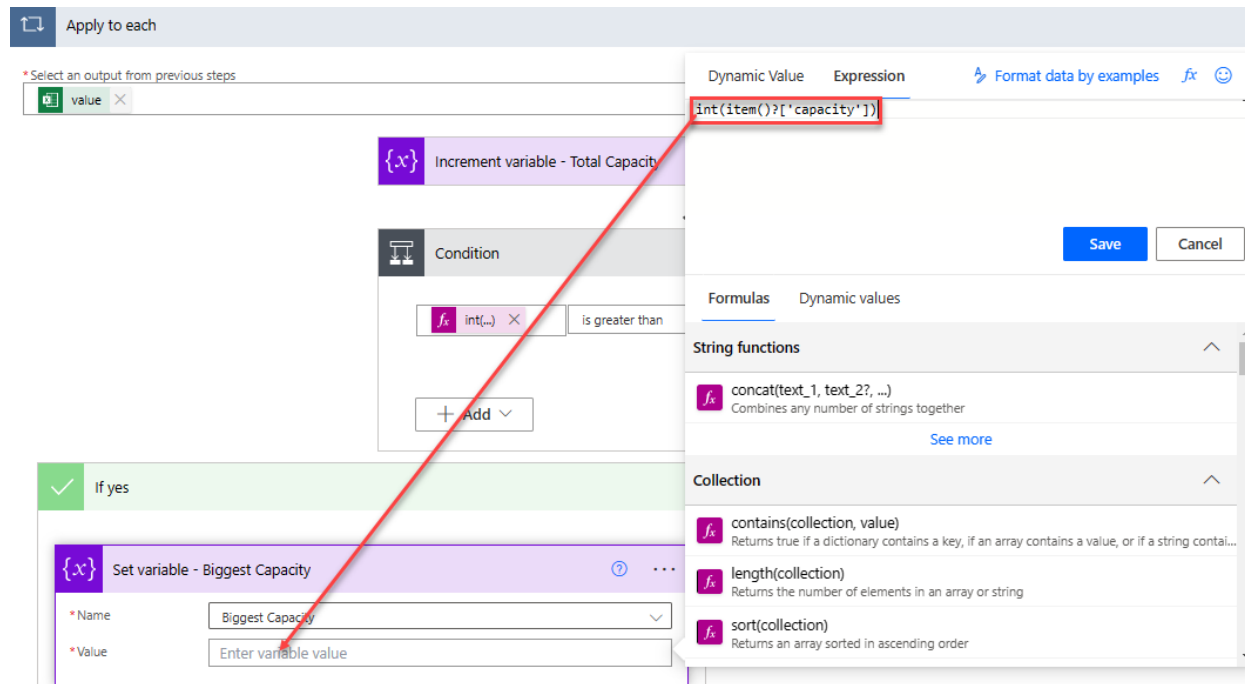 Apply to each
*Select an output from previous steps
value
{x} Increment variable - Total Capacity
Condition
fx int(...)
is greater than
+ Add
If yes
{x} Set variable - Biggest Capacity
*Name
Biggest Capacity
*Value
Enter variable value
Dynamic Value Expression Format data by examples fx
int(item()?['capacity'])
Save Cancel
Formulas Dynamic values
String functions
fx concat(text_1, text_2?, ...)
Combines any number of strings together
See more
Collection
fx contains(collection, value)
Returns true if a dictionary contains a key, if an array contains a value, or if a string contai...
fx length(collection)
Returns the number of elements in an array or string
fx sort(collection)
Returns an array sorted in ascending order